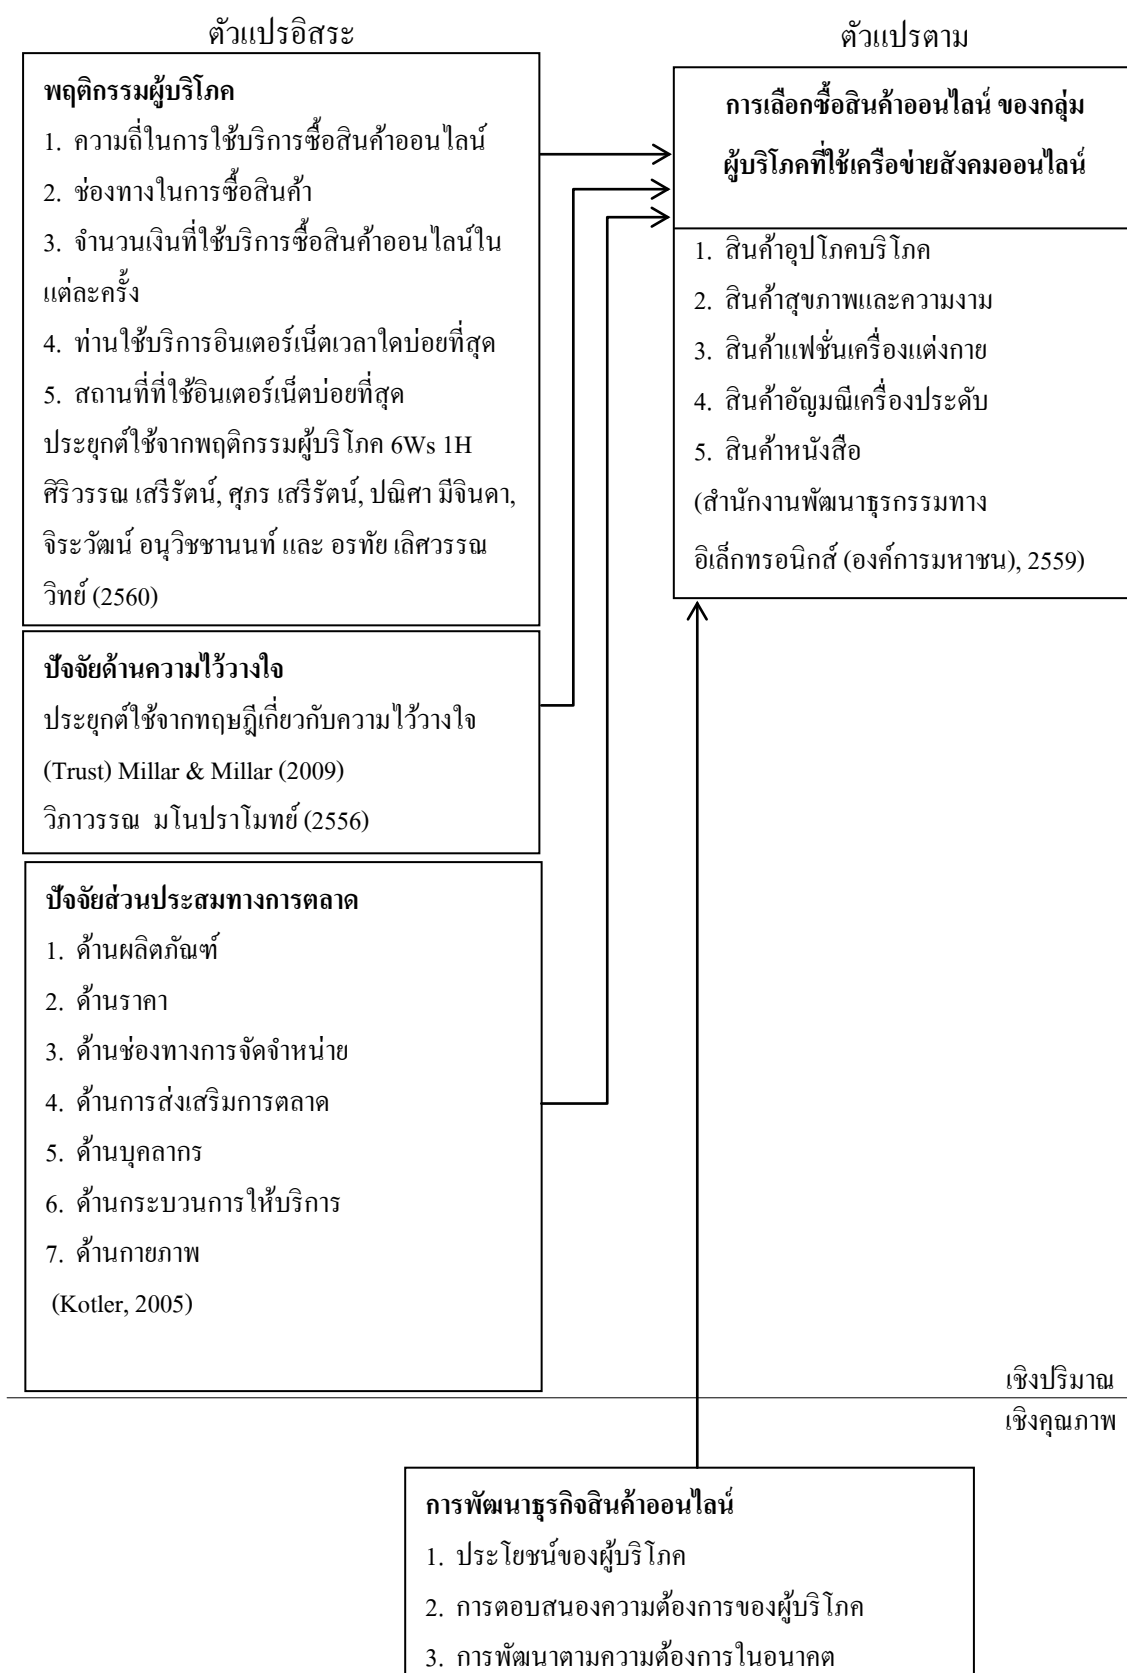 ตัวแปรอิสระ
พฤติกรรมผู้บริโภค
1. ความถี่ในการใช้บริการซื้อสินค้าออนไลน์
2. ช่องทางในการซื้อสินค้า
3. จำนวนเงินที่ใช้บริการซื้อสินค้าออนไลน์ใน
แต่ละครั้ง
4. ท่านใช้บริการอินเตอร์เน็ตเวลาใดบ่อยที่สุด
5. สถานที่ที่ใช้อินเตอร์เน็ตบ่อยที่สุด
ประยุกต์ใช้จากพฤติกรรมผู้บริโภค 6Ws 1H
ศิริวรรณ เสรีรัตน์, ศุภร เสรีรัตน์, ปณิศา มีจินดา,
จิระวัฒน์ อนุวิชชานนท์ และ อรทัย เลิศวรรณ
วิทย์ (2560)
ปัจจัยด้านความไว้วางใจ
ประยุกต์ใช้จากทฤษฎีเกี่ยวกับความไว้วางใจ
(Trust) Millar & Millar (2009)
วิภาวรรณ มโนปราโมทย์ (2556)
ปัจจัยส่วนประสมทางการตลาด
1. ด้านผลิตภัณฑ์
2. ด้านราคา
3. ด้านช่องทางการจัดจำหน่าย
4. ด้านการส่งเสริมการตลาด
5. ด้านบุคลากร
6. ด้านกระบวนการให้บริการ
7. ด้านกายภาพ
(Kotler, 2005)
ตัวแปรตาม
การเลือกซื้อสินค้าออนไลน์ ของกลุ่ม
ผู้บริโภคที่ใช้เครือข่ายสังคมออนไลน์
1. สินค้าอุปโภคบริโภค
2. สินค้าสุขภาพและความงาม
3. สินค้าแฟชั่นเครื่องแต่งกาย
4. สินค้าอัญมณีเครื่องประดับ
5. สินค้าหนังสือ
(สำนักงานพัฒนาธุรกรรมทาง
อิเล็กทรอนิกส์ (องค์การมหาชน), 2559)
เชิงปริมาณ
เชิงคุณภาพ
การพัฒนาธุรกิจสินค้าออนไลน์
1. ประโยชน์ของผู้บริโภค
2. การตอบสนองความต้องการของผู้บริโภค
3. การพัฒนาตามความต้องการในอนาคต